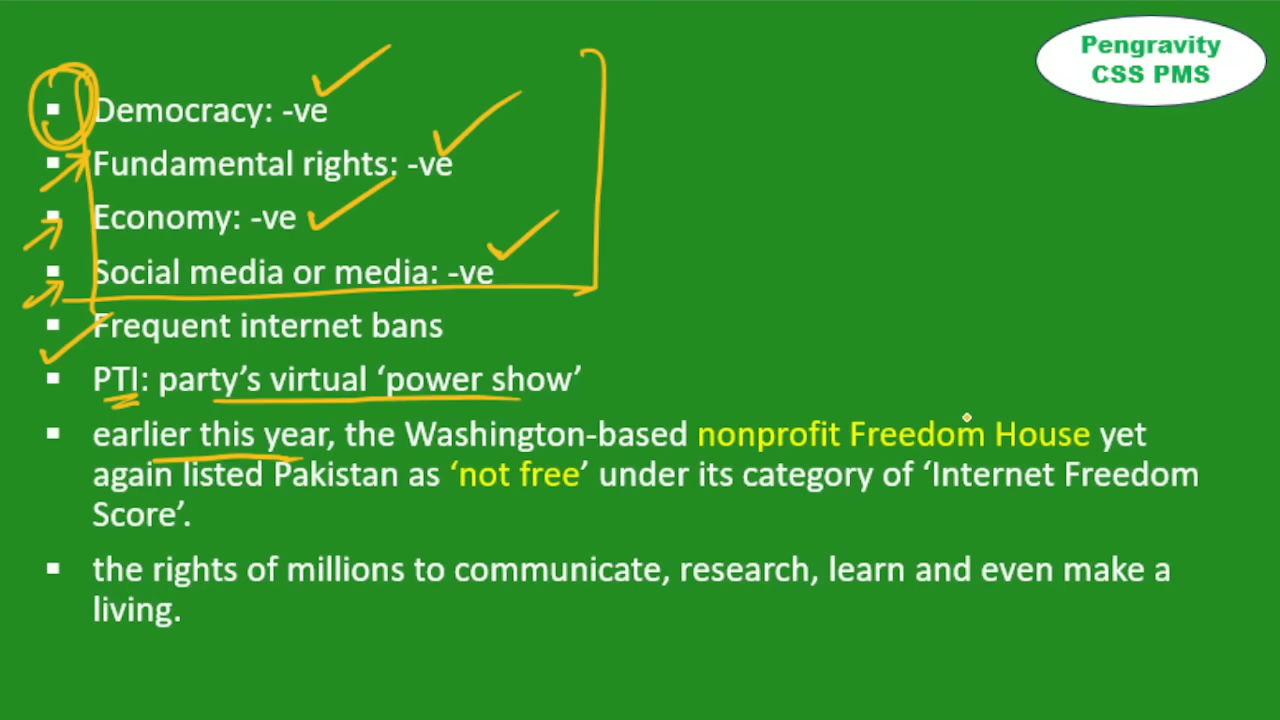 Pengravity
CSS PMS
▪ Democracy: -ve
▪ Fundamental rights: -ve
▪ Economy: -ve
▪ Social media or media: -ve
▪ Frequent internet bans
▪ PTI: party’s virtual ‘power show’
▪ earlier this year, the Washington-based nonprofit Freedom House yet
again listed Pakistan as ‘not free’ under its category of ‘Internet Freedom
Score’.
▪ the rights of millions to communicate, research, learn and even make a
living.